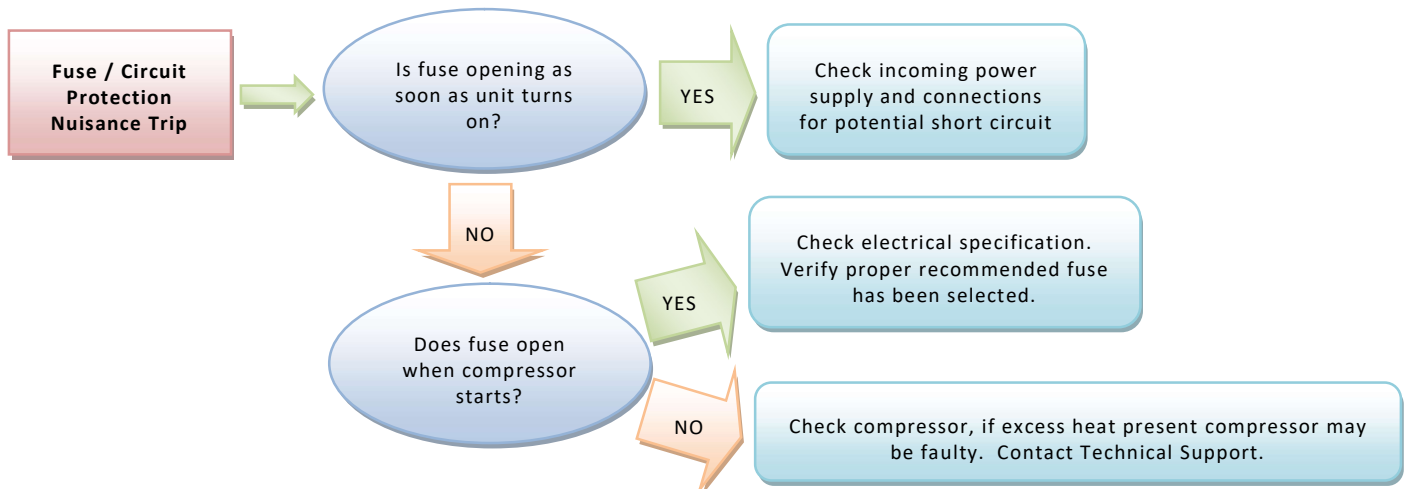 Fuse / Circuit
Protection
Nuisance Trip
Is fuse opening as
soon as unit turns
on?
YES
Check incoming power
supply and connections
for potential short circuit
NO
Does fuse open
when compressor
starts?
YES
Check electrical specification.
Verify proper recommended fuse
has been selected.
NO
Check compressor, if excess heat present compressor may
be faulty.  Contact Technical Support.